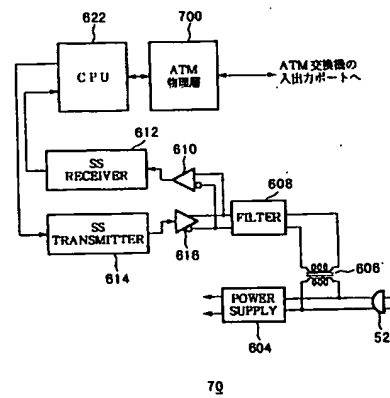 622
700
CPU
ATM
物理層
ATM交換機の
入出力ポートへ
612
SS
RECEIVER
610
608
FILTER
SS
TRANSMITTER
614
616
606
POWER
SUPPLY
604
52
70